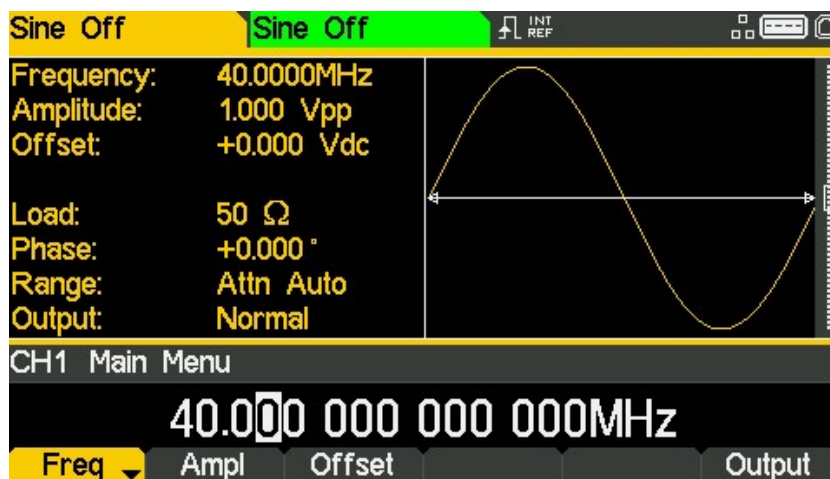 Sine Off Sine Off INT REF
Frequency: 40.0000MHz
Amplitude: 1.000 Vpp
Offset: +0.000 Vdc
Load: 50 Ω
Phase: +0.000 °
Range: Attn Auto
Output: Normal
CH1 Main Menu
40.000 000 000 000MHz
Freq Ampl Offset Output